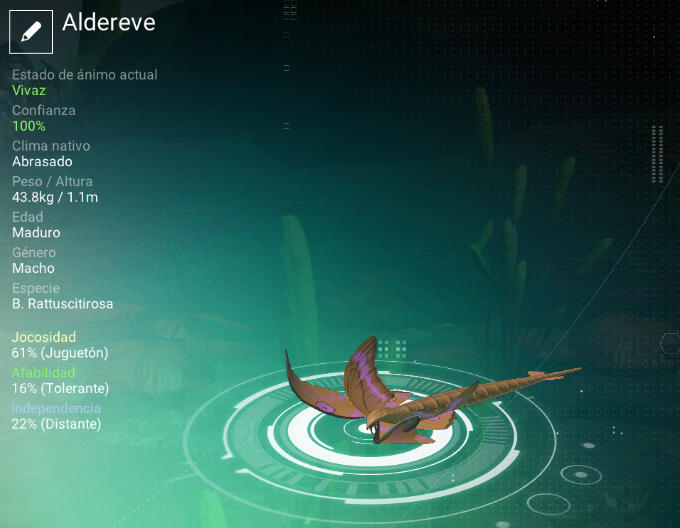 Aldereve
Estado de ánimo actual
Vivaz
Confianza
100%
Clima nativo
Abrasado
Peso / Altura
43.8kg / 1.1m
Edad
Maduro
Género
Macho
Especie
B. Rattuscitirosa
Jocosidad
61% (Juguetón)
Afabilidad
16% (Tolerante)
Independencia
22% (Distante)